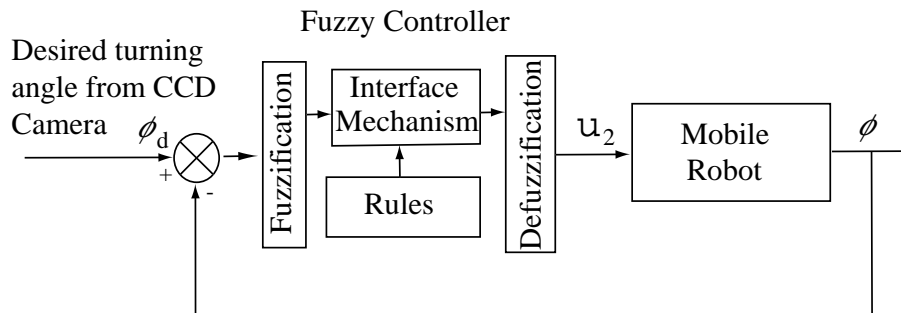 Fuzzy Controller
Desired turning
angle from CCD
Camera
ϕd
+
-
Fuzzification
Interface
Mechanism
Rules
Defuzzification
u2
Mobile
Robot
ϕ